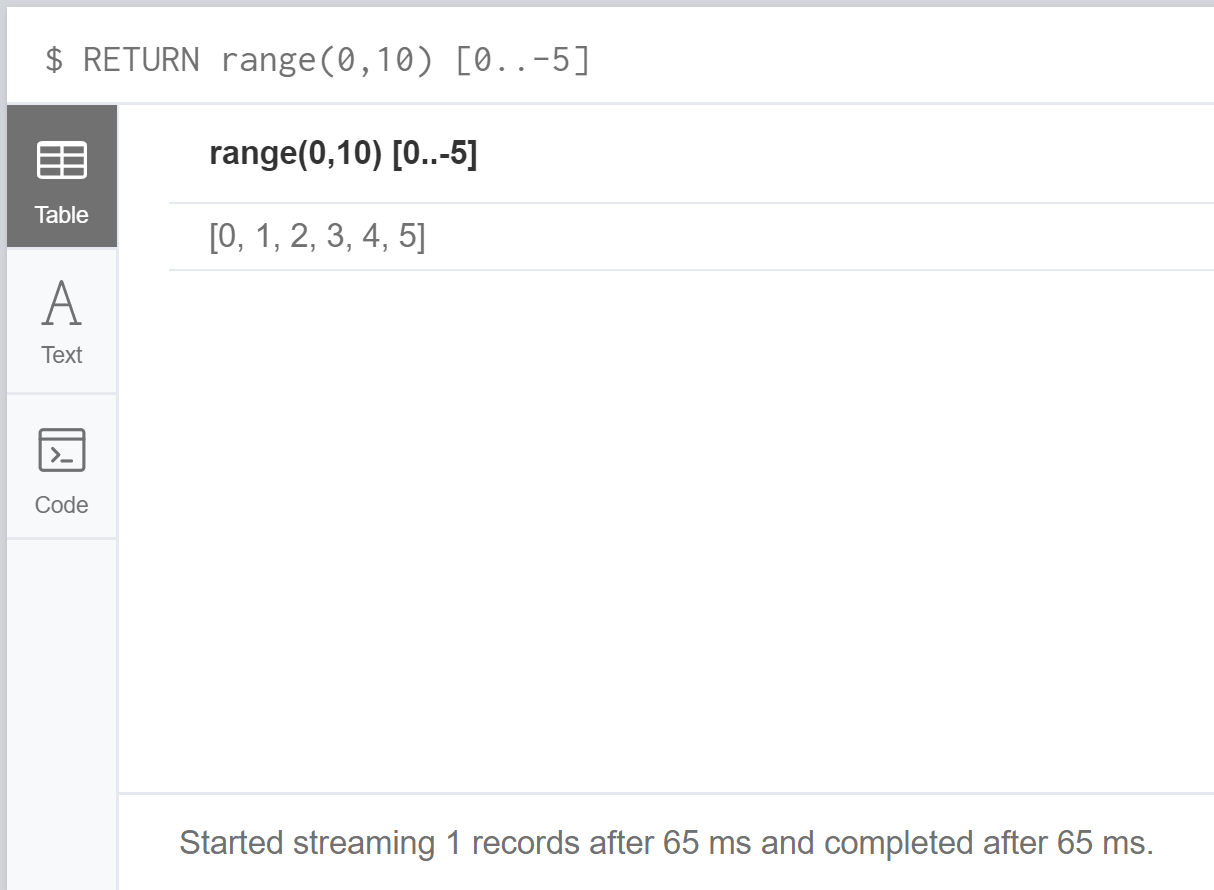 $ RETURN range(0,10) [0..-5]
range(0,10) [0..-5]
Table
[0, 1, 2, 3, 4, 5]
Text
Code
Started streaming 1 records after 65 ms and completed after 65 ms.